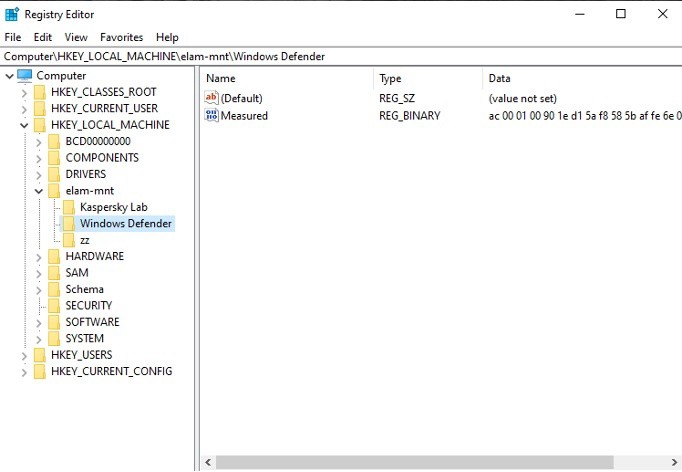 Registry Editor
File Edit View Favorites Help
Computer\HKEY_LOCAL_MACHINE\elam-mnt\Windows Defender
Computer
HKEY_CLASSES_ROOT
HKEY_CURRENT_USER
HKEY_LOCAL_MACHINE
BCD00000000
COMPONENTS
DRIVERS
elam-mnt
Kaspersky Lab
Windows Defender
zz
HARDWARE
SAM
Schema
SECURITY
SOFTWARE
SYSTEM
HKEY_USERS
HKEY_CURRENT_CONFIG
Name Type Data
(Default) REG_SZ (value not set)
Measured REG_BINARY ac 00 01 00 90 1e d1 5a f8 58 5b af fe 6e 0